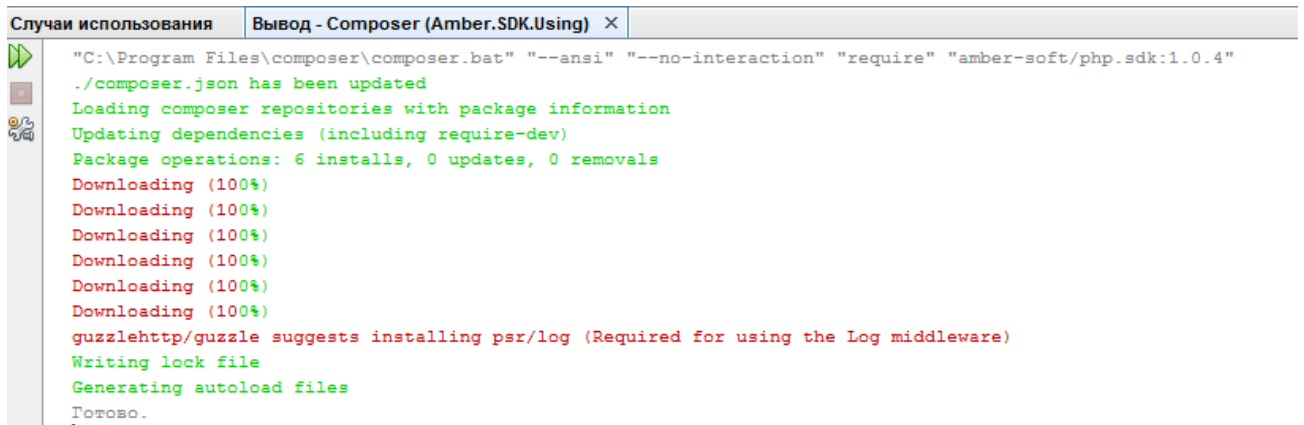 Случаи использования
Вывод - Composer (Amber.SDK.Using) ×
"C:\Program Files\composer\composer.bat" "--ansi" "--no-interaction" "require" "amber-soft/php.sdk:1.0.4"
./composer.json has been updated
Loading composer repositories with package information
Updating dependencies (including require-dev)
Package operations: 6 installs, 0 updates, 0 removals
Downloading (100%)
Downloading (100%)
Downloading (100%)
Downloading (100%)
Downloading (100%)
Downloading (100%)
guzzlehttp/guzzle suggests installing psr/log (Required for using the Log middleware)
Writing lock file
Generating autoload files
Готово.